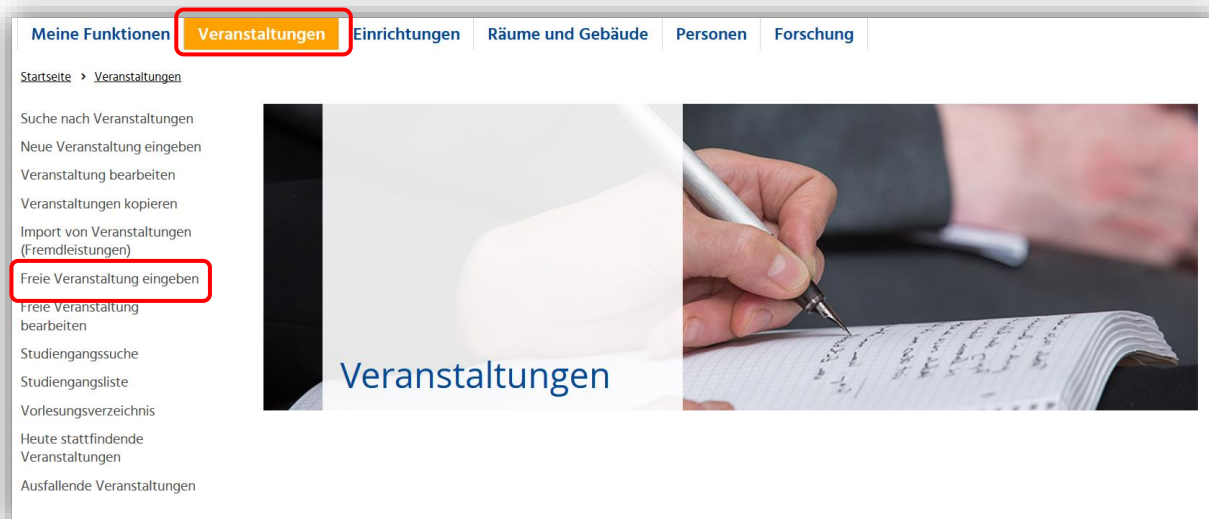 Meine Funktionen Veranstaltungen Einrichtungen Räume und Gebäude Personen Forschung
Startseite > Veranstaltungen
Suche nach Veranstaltungen
Neue Veranstaltung eingeben
Veranstaltung bearbeiten
Veranstaltungen kopieren
Import von Veranstaltungen
(Fremdleistungen)
Freie Veranstaltung eingeben
Freie Veranstaltung
bearbeiten
Studiengangssuche
Studiengangsliste
Vorlesungsverzeichnis
Heute stattfindende
Veranstaltungen
Ausfallende Veranstaltungen
Veranstaltungen